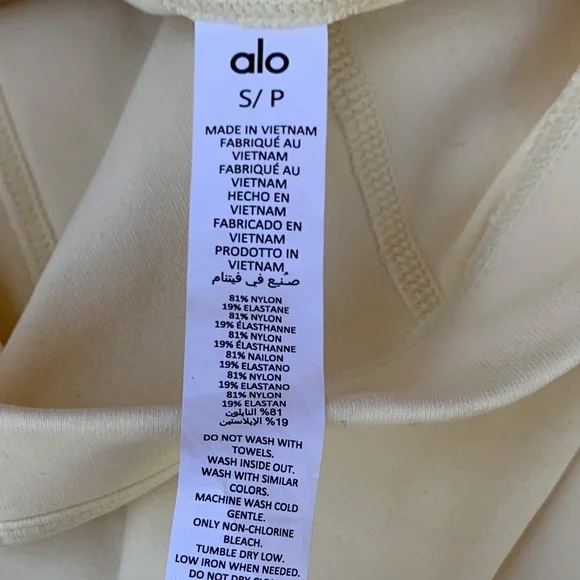 alo
S/ P
MADE IN VIETNAM
FABRIQUÉ AU
VIETNAM
FABRIQUÉ AU
VIETNAM
HECHO EN
VIETNAM
FABRICADO EN
VIETNAM
PRODOTTO IN
VIETNAM
صُنِع في فيتنام
81% NYLON
19% ELASTANE
81% NYLON
19% ÉLASTHANNE
81% NYLON
19% ÉLASTHANNE
81% NAILON
19% ELASTANO
81% NYLON
19% ELASTANO
81% NYLON
19% ELASTAN
81% النايلون
19% الإيلاستين
DO NOT WASH WITH
TOWELS.
WASH INSIDE OUT.
WASH WITH SIMILAR
COLORS.
MACHINE WASH COLD
GENTLE.
ONLY NON-CHLORINE
BLEACH.
TUMBLE DRY LOW.
LOW IRON WHEN NEEDED.
DO NOT DRY